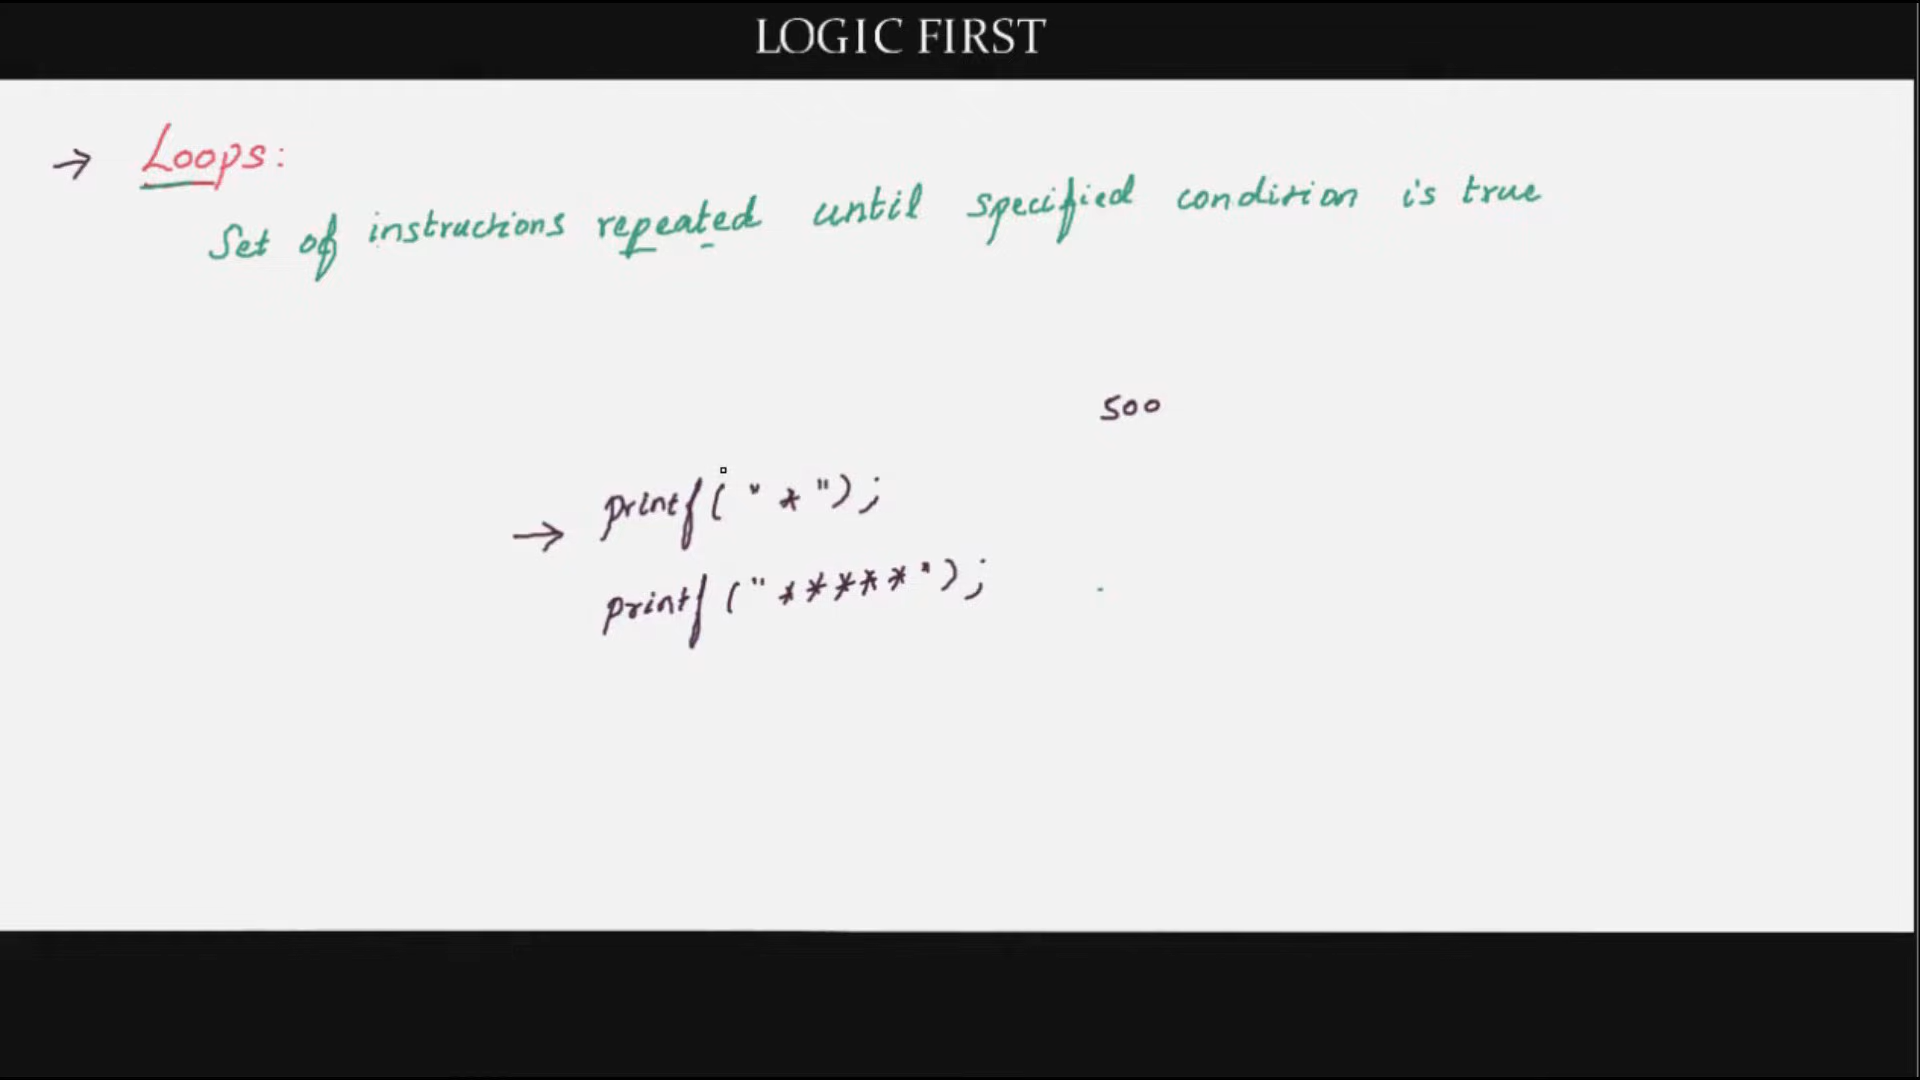 LOGIC FIRST
→ Loops:
Set of instructions repeated until specified condition is true
500
→ printf("*");
printf("*****");